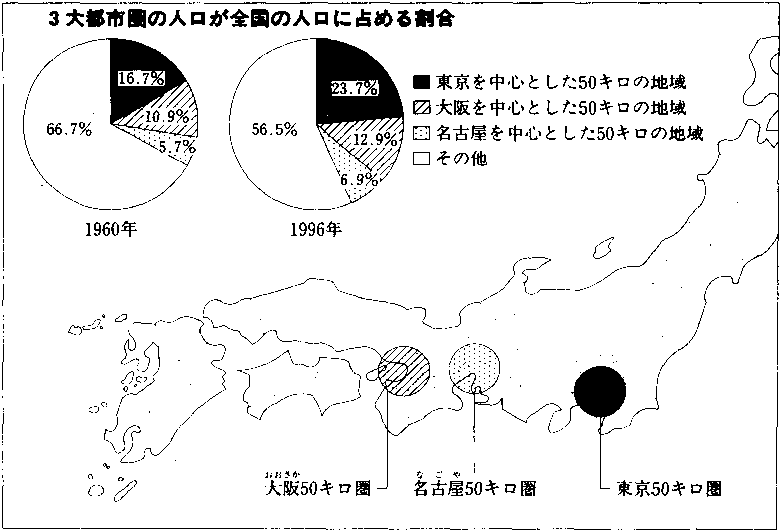 3大都市圏の人口が全国の人口に占める割合
16.7%
10.9%
5.7%
66.7%
1960年
23.7%
12.9%
6.9%
56.5%
1996年
東京を中心とした50キロの地域
大阪を中心とした50キロの地域
名古屋を中心とした50キロの地域
その他
おおさか
大阪50キロ圏
なごや
名古屋50キロ圏
東京50キロ圏